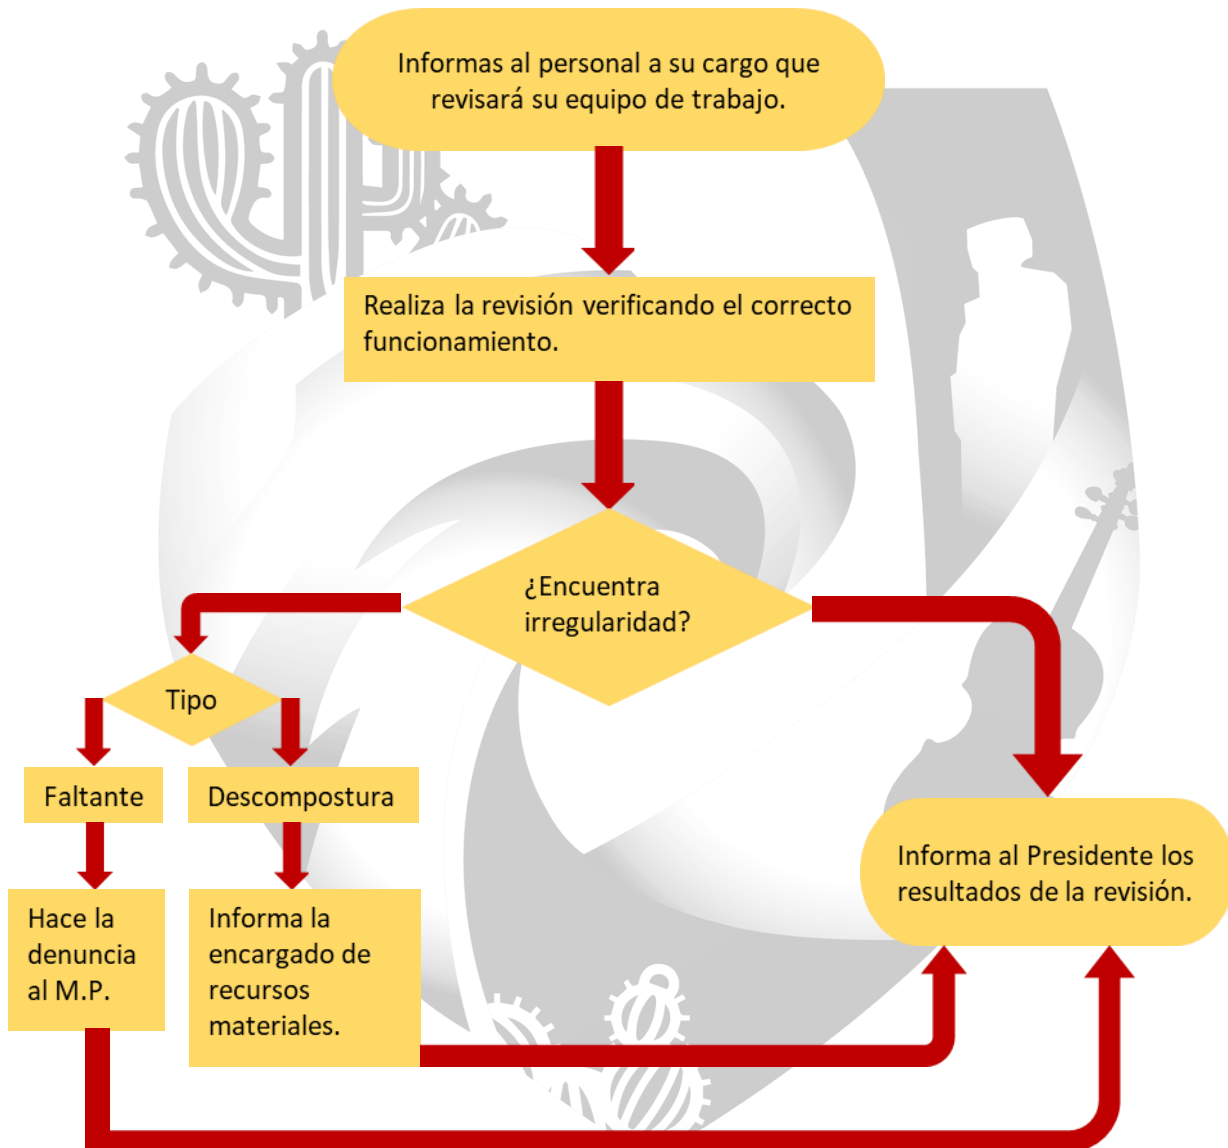 Informas al personal a su cargo que
revisará su equipo de trabajo.
Realiza la revisión verificando el correcto
funcionamiento.
¿Encuentra
irregularidad?
Tipo
Faltante
Descompostura
Hace la
denuncia
al M.P.
Informa la
encargado de
recursos
materiales.
Informa al Presidente los
resultados de la revisión.